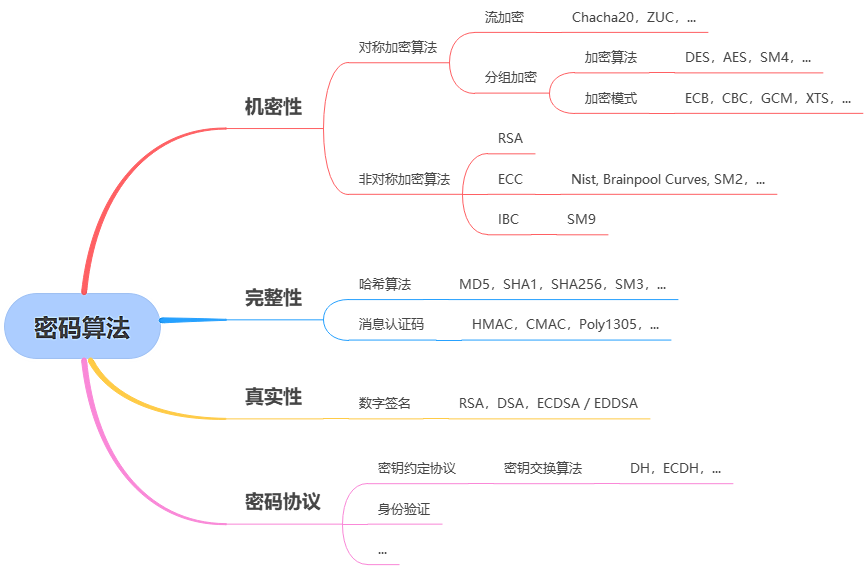 密码算法
机密性
对称加密算法
流加密
Chacha20，ZUC，...
分组加密
加密算法
DES，AES，SM4，...
加密模式
ECB，CBC，GCM，XTS，...
非对称加密算法
RSA
ECC
Nist, Brainpool Curves, SM2，...
IBC
SM9
完整性
哈希算法
MD5，SHA1，SHA256，SM3，...
消息认证码
HMAC，CMAC，Poly1305，...
真实性
数字签名
RSA，DSA，ECDSA / EDDSA
密码协议
密钥约定协议
密钥交换算法
DH，ECDH，...
身份验证
...